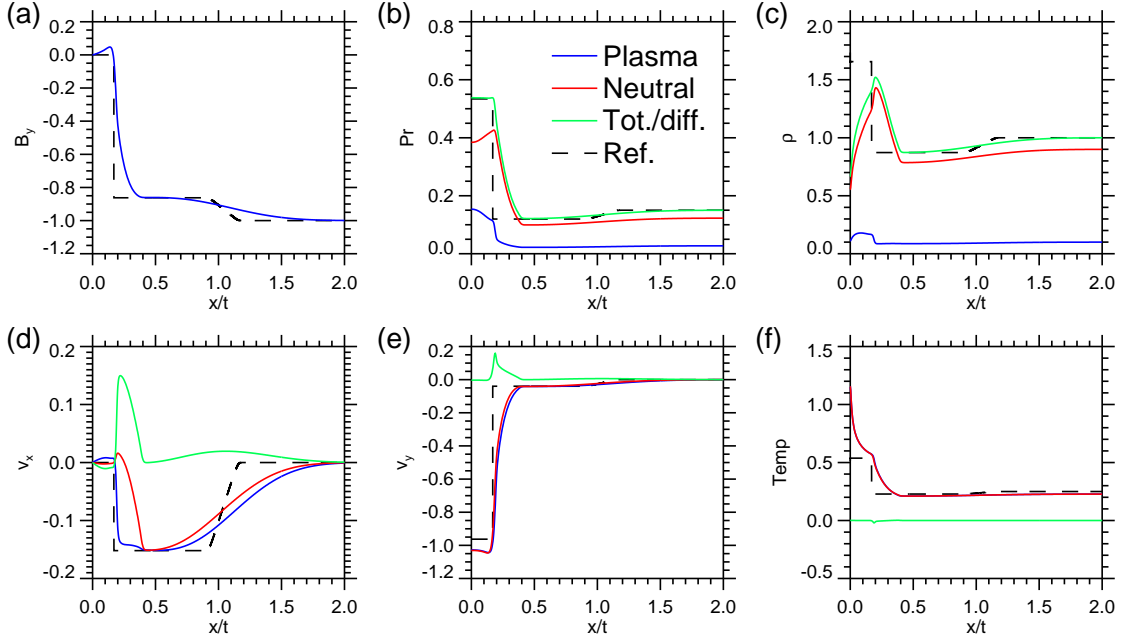 (a)
0.0
-0.2
-0.4
-0.6
-0.8
-1.0
-1.2
B_y
0.0 0.5 1.0 1.5 2.0
x/t
(b)
0.8
0.6
0.4
0.2
0.0
Pr
Plasma
Neutral
Tot./diff.
Ref.
0.0 0.5 1.0 1.5 2.0
x/t
(c)
2.0
1.5
1.0
0.5
0.0
ρ
0.0 0.5 1.0 1.5 2.0
x/t
(d)
0.2
0.1
0.0
-0.1
-0.2
v_x
0.0 0.5 1.0 1.5 2.0
x/t
(e)
0.2
0.0
-0.2
-0.4
-0.6
-0.8
-1.0
-1.2
v_y
0.0 0.5 1.0 1.5 2.0
x/t
(f)
1.5
1.0
0.5
0.0
-0.5
Temp
0.0 0.5 1.0 1.5 2.0
x/t